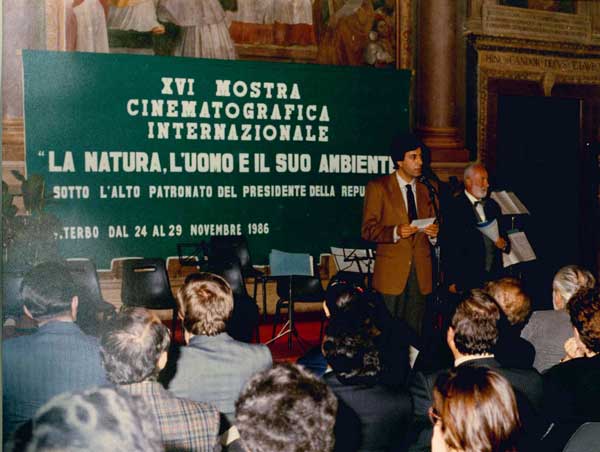 XVI MOSTRA
CINEMATOGRAFICA
INTERNAZIONALE
"LA NATURA, L'UOMO E IL SUO AMBIENTE
SOTTO L'ALTO PATRONATO DEL PRESIDENTE DELLA REPU
TERBO DAL 24 AL 29 NOVEMBRE 1986